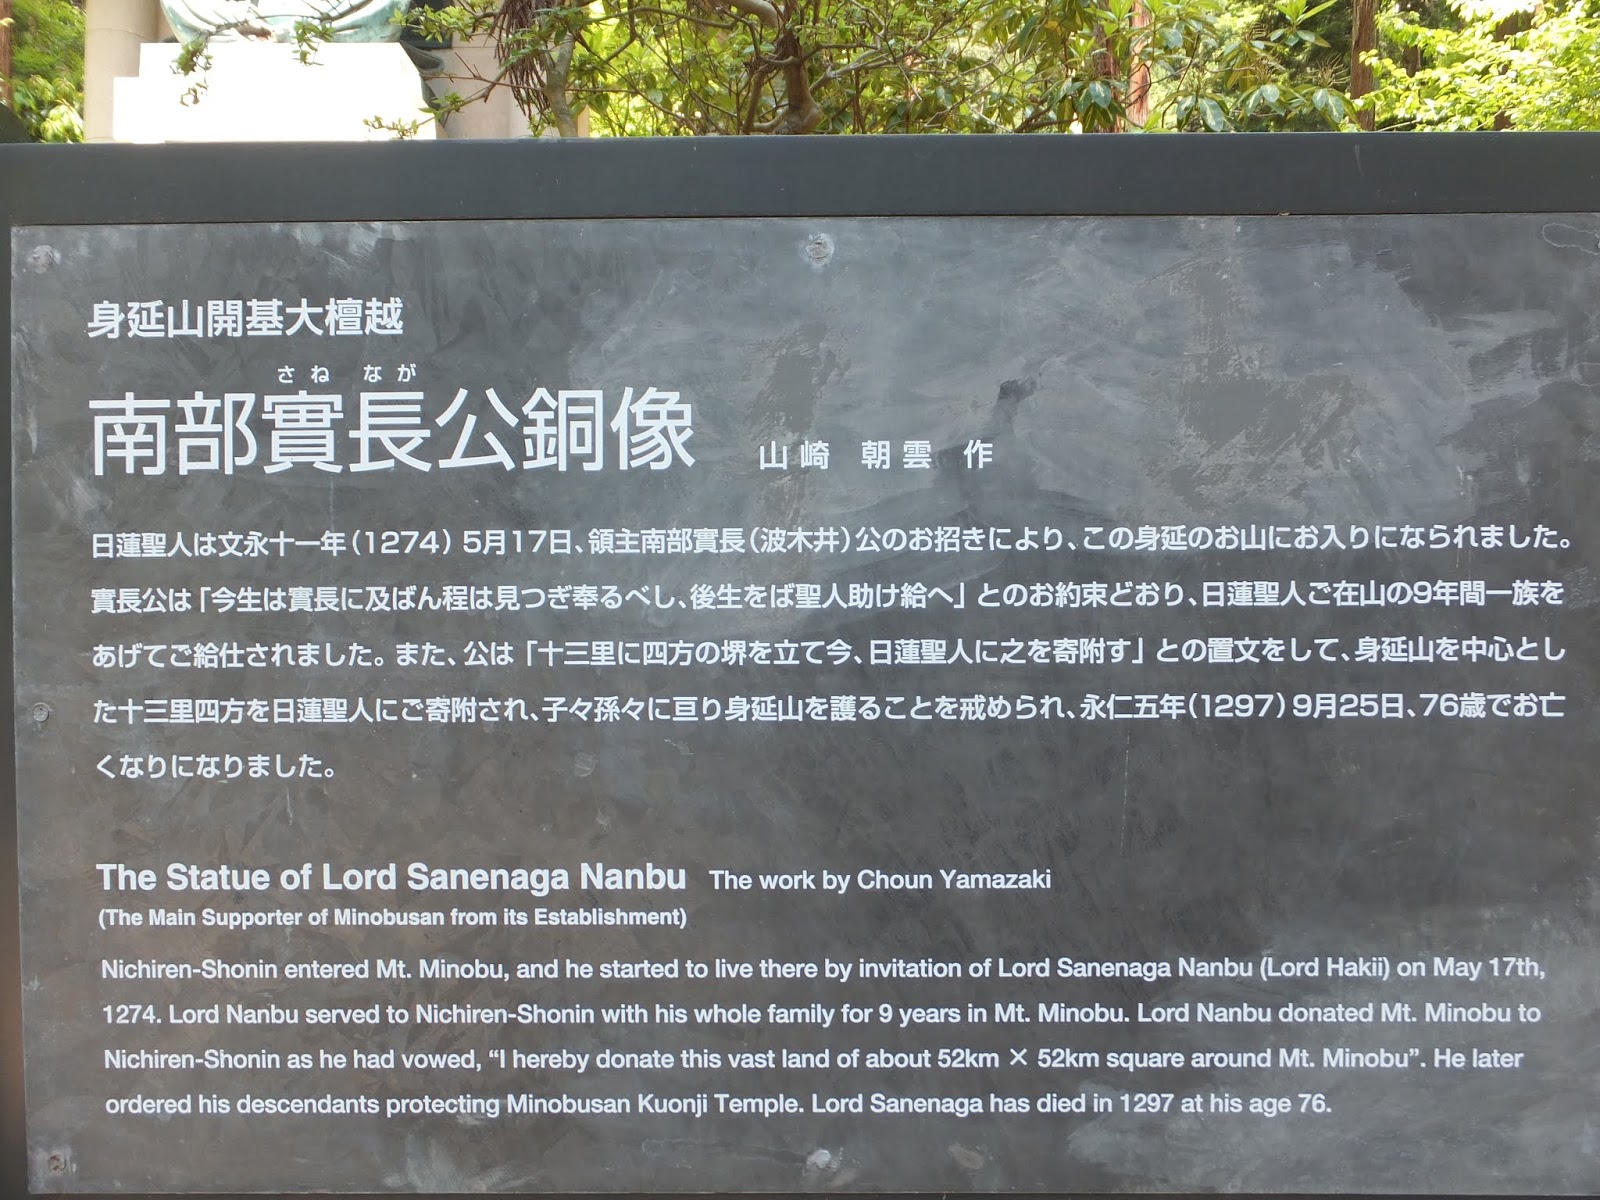 身延山開基大檀越
さね なが
南部實長公銅像 山崎 朝雲 作
日蓮聖人は文永十一年(1274)5月17日、領主南部實長(波木井)公のお招きにより、この身延のお山にお入りになられました。
實長公は「今生は實長に及ばん程は見つぎ奉るべし、後生をば聖人助け給へ」とのお約束どおり、日蓮聖人ご在山の9年間一族を
あげてご給仕されました。また、公は「十三里に四方の堺を立て今、日蓮聖人に之を寄附す」との置文をして、身延山を中心とし
た十三里四方を日蓮聖人にご寄附され、子々孫々に亘り身延山を護ることを戒められ、永仁五年(1297)9月25日、76歳でお亡
くなりになりました。
The Statue of Lord Sanenaga Nanbu The work by Choun Yamazaki
(The Main Supporter of Minobusan from its Establishment)
Nichiren-Shonin entered Mt. Minobu, and he started to live there by invitation of Lord Sanenaga Nanbu (Lord Hakii) on May 17th,
1274. Lord Nanbu served to Nichiren-Shonin with his whole family for 9 years in Mt. Minobu. Lord Nanbu donated Mt. Minobu to
Nichiren-Shonin as he had vowed, “I hereby donate this vast land of about 52km × 52km square around Mt. Minobu”. He later
ordered his descendants protecting Minobusan Kuonji Temple. Lord Sanenaga has died in 1297 at his age 76.